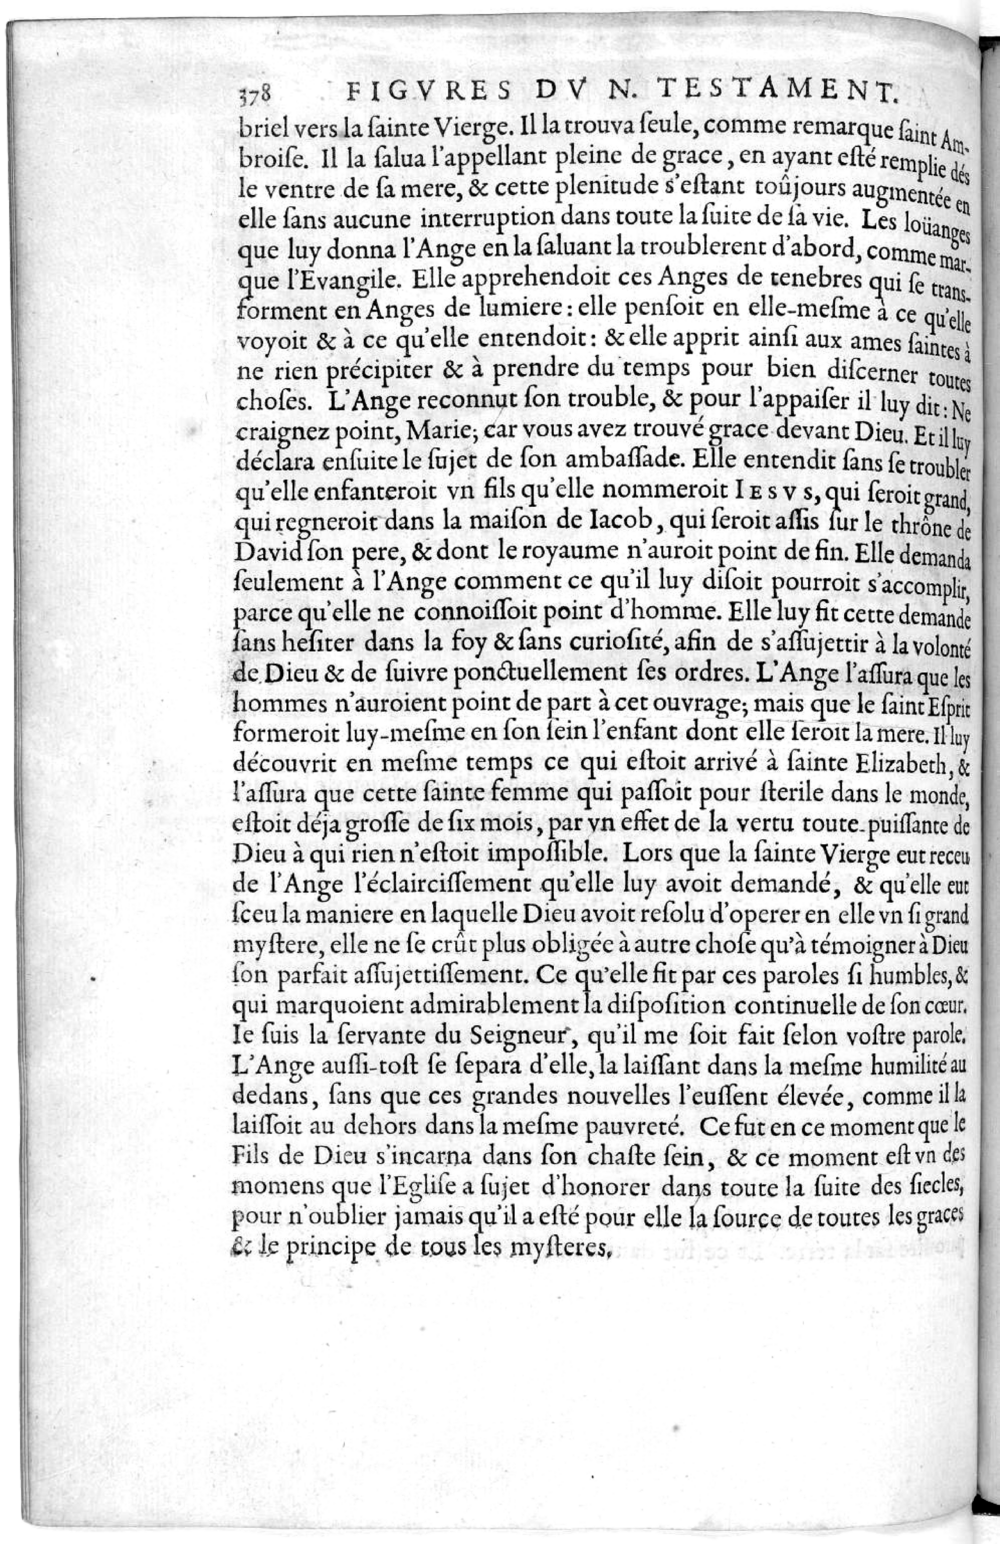 378 FIGVRES DV N. TESTAMENT.
briel vers la ſainte Vierge. Il la trouva ſeule, comme remarque ſaint Am-
broiſe. Il la ſalua l'appellant pleine de grace, en ayant eſté remplie dés
le ventre de ſa mere, & cette plenitude s'eſtant toûjours augmentée en
elle ſans aucune interruption dans toute la ſuite de ſa vie. Les loüanges
que luy donna l'Ange en la ſaluant la troublerent d'abord, comme mar-
que l'Evangile. Elle apprehendoit ces Anges de tenebres qui ſe trans-
forment en Anges de lumiere: elle penſoit en elle-meſme à ce qu'elle
voyoit & à ce qu'elle entendoit: & elle apprit ainſi aux ames ſaintes à
ne rien précipiter & à prendre du temps pour bien diſcerner toutes
choſes. L'Ange reconnut ſon trouble, & pour l'appaiſer il luy dit: Ne
craignez point, Marie; car vous avez trouvé grace devant Dieu. Et il luy
déclara enſuite le ſujet de ſon ambaſſade. Elle entendit ſans ſe troubler
qu'elle enfanteroit vn fils qu'elle nommeroit IESVS, qui ſeroit grand,
qui regneroit dans la maiſon de Iacob, qui ſeroit aſſis ſur le thrône de
David ſon pere, & dont le royaume n'auroit point de fin. Elle demanda
ſeulement à l'Ange comment ce qu'il luy diſoit pourroit s'accomplir,
parce qu'elle ne connoiſſoit point d'homme. Elle luy fit cette demande
ſans heſiter dans la foy & ſans curioſité, afin de s'aſſujettir à la volonté
de Dieu & de ſuivre ponctuellement ſes ordres. L'Ange l'aſſura que les
hommes n'auroient point de part à cet ouvrage; mais que le ſaint Eſprit
formeroit luy-meſme en ſon ſein l'enfant dont elle ſeroit la mere. Il luy
découvrit en meſme temps ce qui eſtoit arrivé à ſainte Elizabeth, &
l'aſſura que cette ſainte femme qui paſſoit pour ſterile dans le monde,
eſtoit déja groſſe de ſix mois, par vn effet de la vertu toute-puiſſante de
Dieu à qui rien n'eſtoit impoſſible. Lors que la ſainte Vierge eut receu
de l'Ange l'éclairciſſement qu'elle luy avoit demandé, & qu'elle eut
ſceu la maniere en laquelle Dieu avoit reſolu d'operer en elle vn ſi grand
myſtere, elle ne ſe crût plus obligée à autre choſe qu'à témoigner à Dieu
ſon parfait aſſujettiſſement. Ce qu'elle fit par ces paroles ſi humbles, &
qui marquoient admirablement la diſpoſition continuelle de ſon cœur.
Ie ſuis la ſervante du Seigneur, qu'il me ſoit fait ſelon voſtre parole.
L'Ange auſſi-toſt ſe ſepara d'elle, la laiſſant dans la meſme humilité au
dedans, ſans que ces grandes nouvelles l'euſſent élevée, comme il la
laiſſoit au dehors dans la meſme pauvreté. Ce fut en ce moment que le
Fils de Dieu s'incarna dans ſon chaſte ſein, & ce moment eſt vn des
momens que l'Egliſe a ſujet d'honorer dans toute la ſuite des ſiecles,
pour n'oublier jamais qu'il a eſté pour elle la ſource de toutes les graces
& le principe de tous les myſteres.